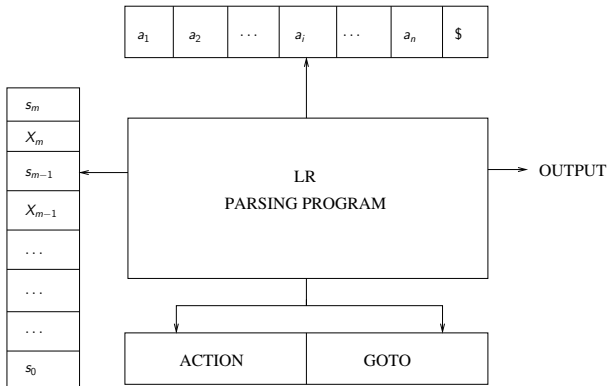 a₁ a₂ ... aᵢ ... aₙ $
sₘ
Xₘ
sₘ₋₁
Xₘ₋₁
...
...
...
s₀
LR
PARSING PROGRAM
OUTPUT
ACTION GOTO